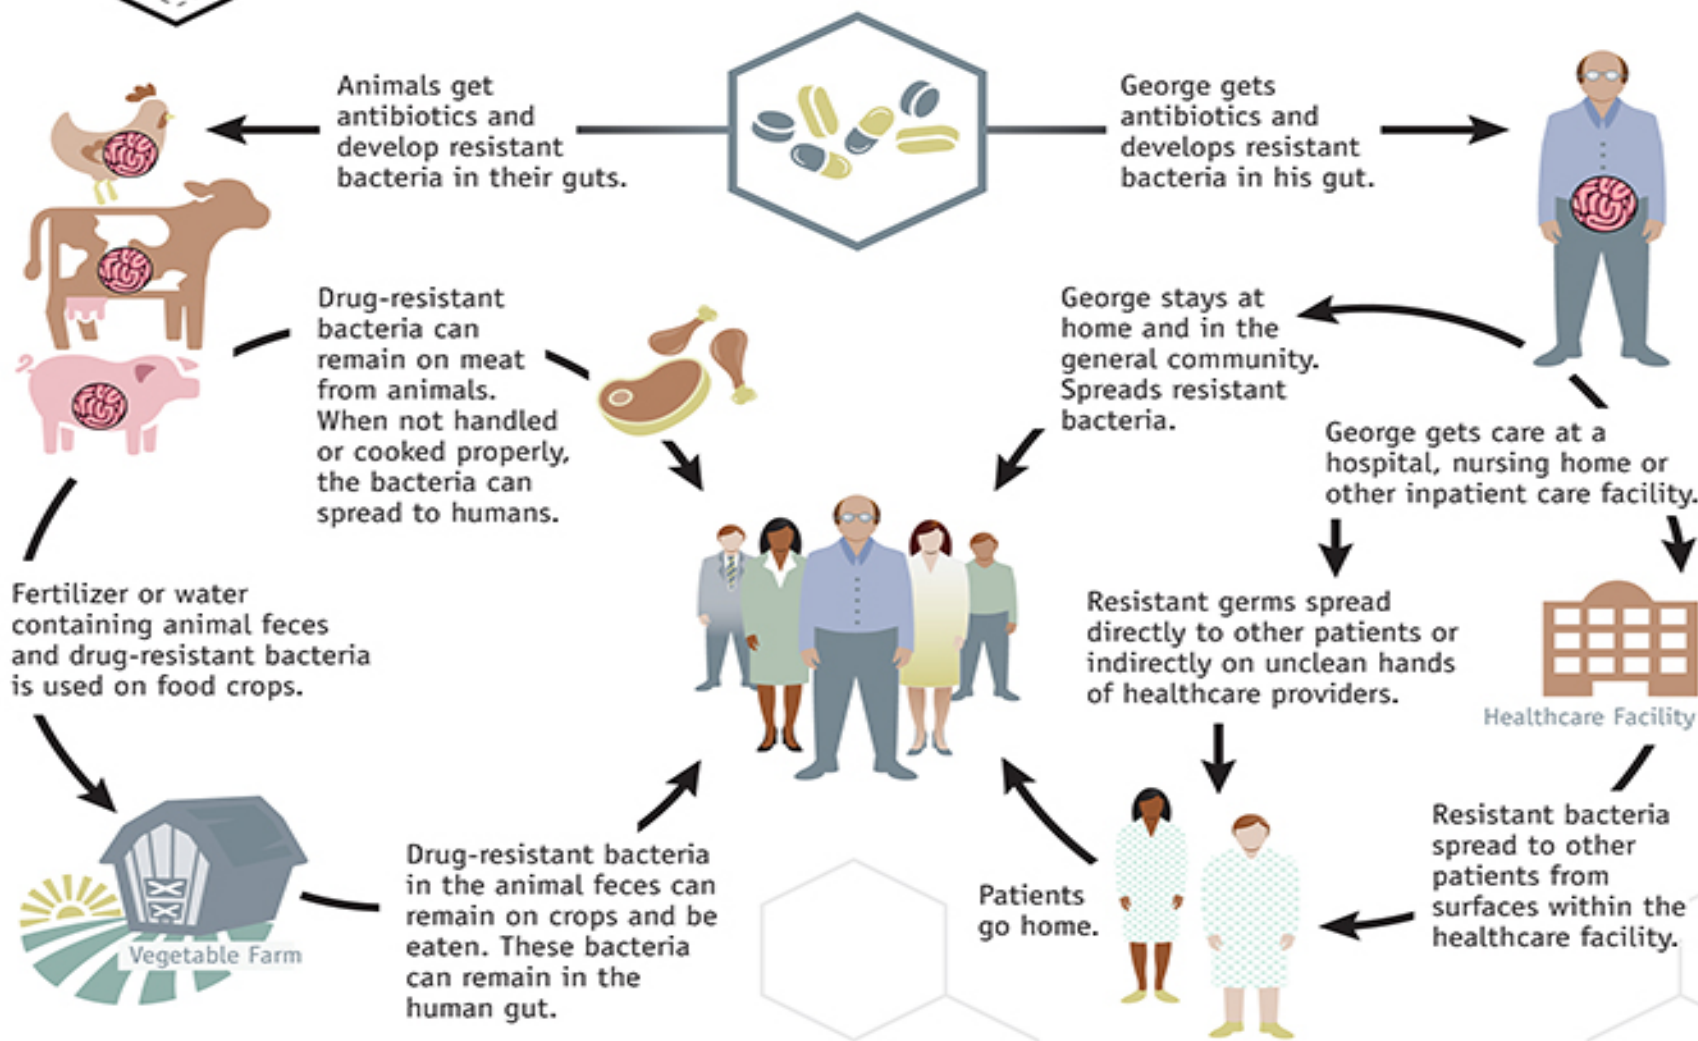 Animals get
antibiotics and
develop resistant
bacteria in their guts.
George gets
antibiotics and
develops resistant
bacteria in his gut.
Drug-resistant
bacteria can
remain on meat
from animals.
When not handled
or cooked properly,
the bacteria can
spread to humans.
George stays at
home and in the
general community.
Spreads resistant
bacteria.
George gets care at a
hospital, nursing home or
other inpatient care facility.
Fertilizer or water
containing animal feces
and drug-resistant bacteria
is used on food crops.
Resistant germs spread
directly to other patients or
indirectly on unclean hands
of healthcare providers.
Healthcare Facility
Vegetable Farm
Drug-resistant bacteria
in the animal feces can
remain on crops and be
eaten. These bacteria
can remain in the
human gut.
Patients
go home.
Resistant bacteria
spread to other
patients from
surfaces within the
healthcare facility.